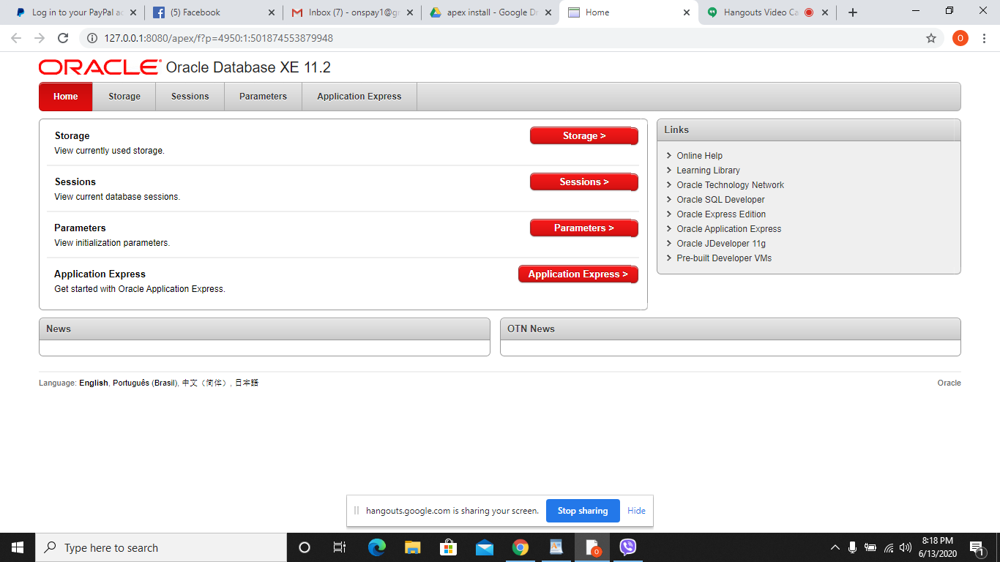 Log in to your PayPal ac
(5) Facebook
Inbox (7) - onspay1@gr
apex install - Google Dr
Home
Hangouts Video Ca
127.0.0.1:8080/apex/f?p=4950:1:501874553879948
O
ORACLE Oracle Database XE 11.2
Home
Storage
Sessions
Parameters
Application Express
Storage
View currently used storage.
Storage >
Sessions
View current database sessions.
Sessions >
Parameters
View initialization parameters.
Parameters >
Application Express
Get started with Oracle Application Express.
Application Express >
Links
Online Help
Learning Library
Oracle Technology Network
Oracle SQL Developer
Oracle Express Edition
Oracle Application Express
Oracle JDeveloper 11g
Pre-built Developer VMs
News
OTN News
Language: English, Português (Brasil), 中文（简体）, 日本語
Oracle
hangouts.google.com is sharing your screen.
Stop sharing
Hide
Type here to search
8:18 PM
6/13/2020
1